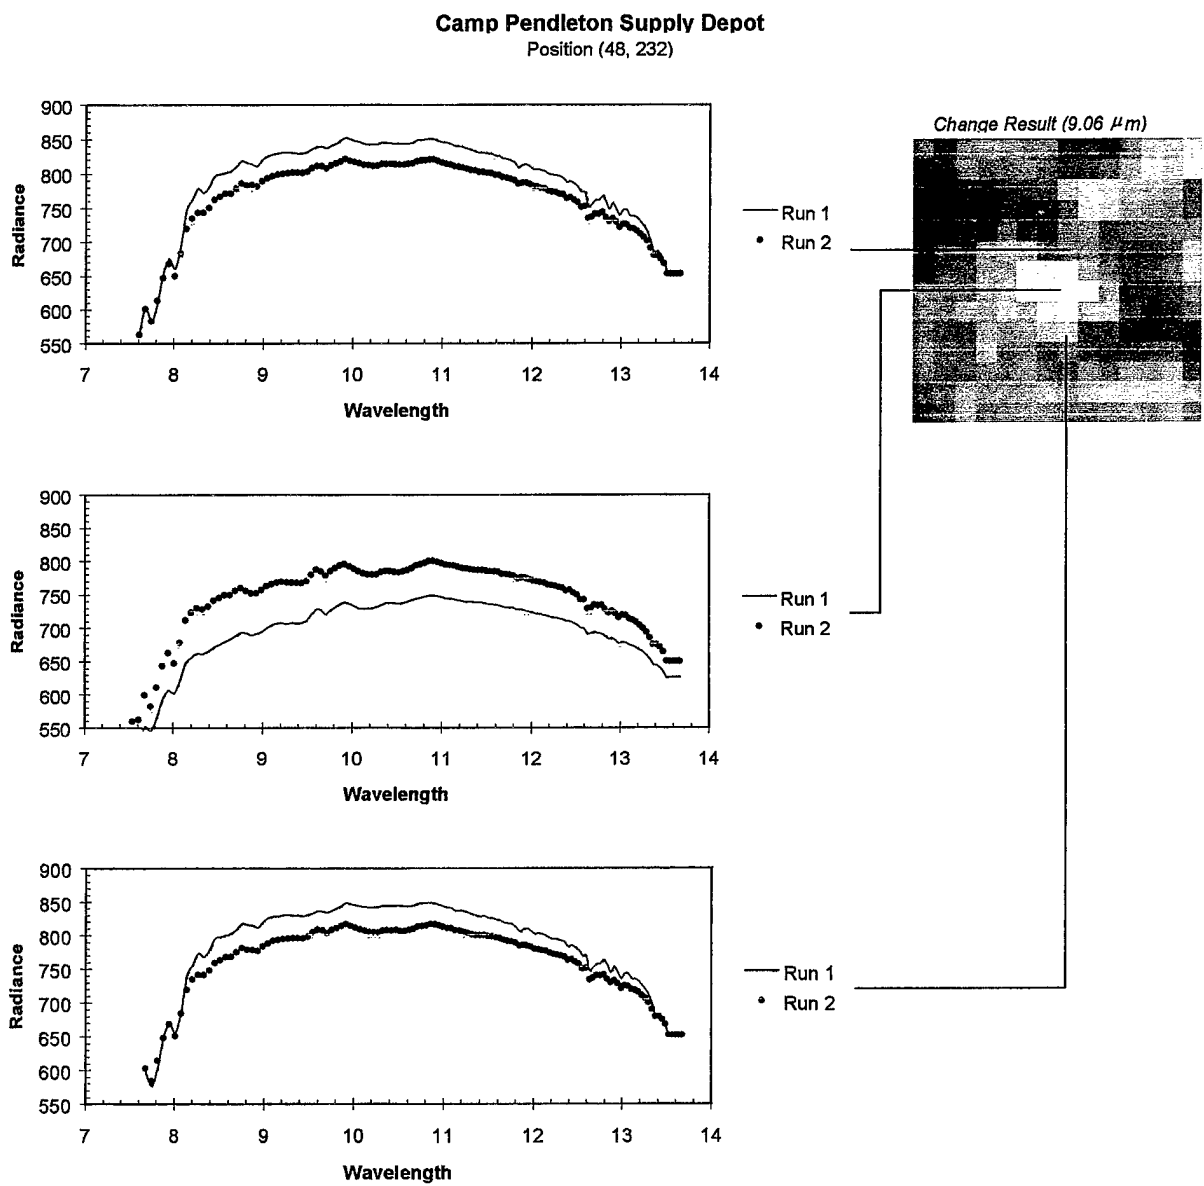 Camp Pendleton Supply Depot
Position (48, 232)
Change Result (9.06 μm)
900
850
800
750
700
650
600
550
Radiance
7 8 9 10 11 12 13 14
Wavelength
Run 1
Run 2
900
850
800
750
700
650
600
550
Radiance
7 8 9 10 11 12 13 14
Wavelength
Run 1
Run 2
900
850
800
750
700
650
600
550
Radiance
7 8 9 10 11 12 13 14
Wavelength
Run 1
Run 2